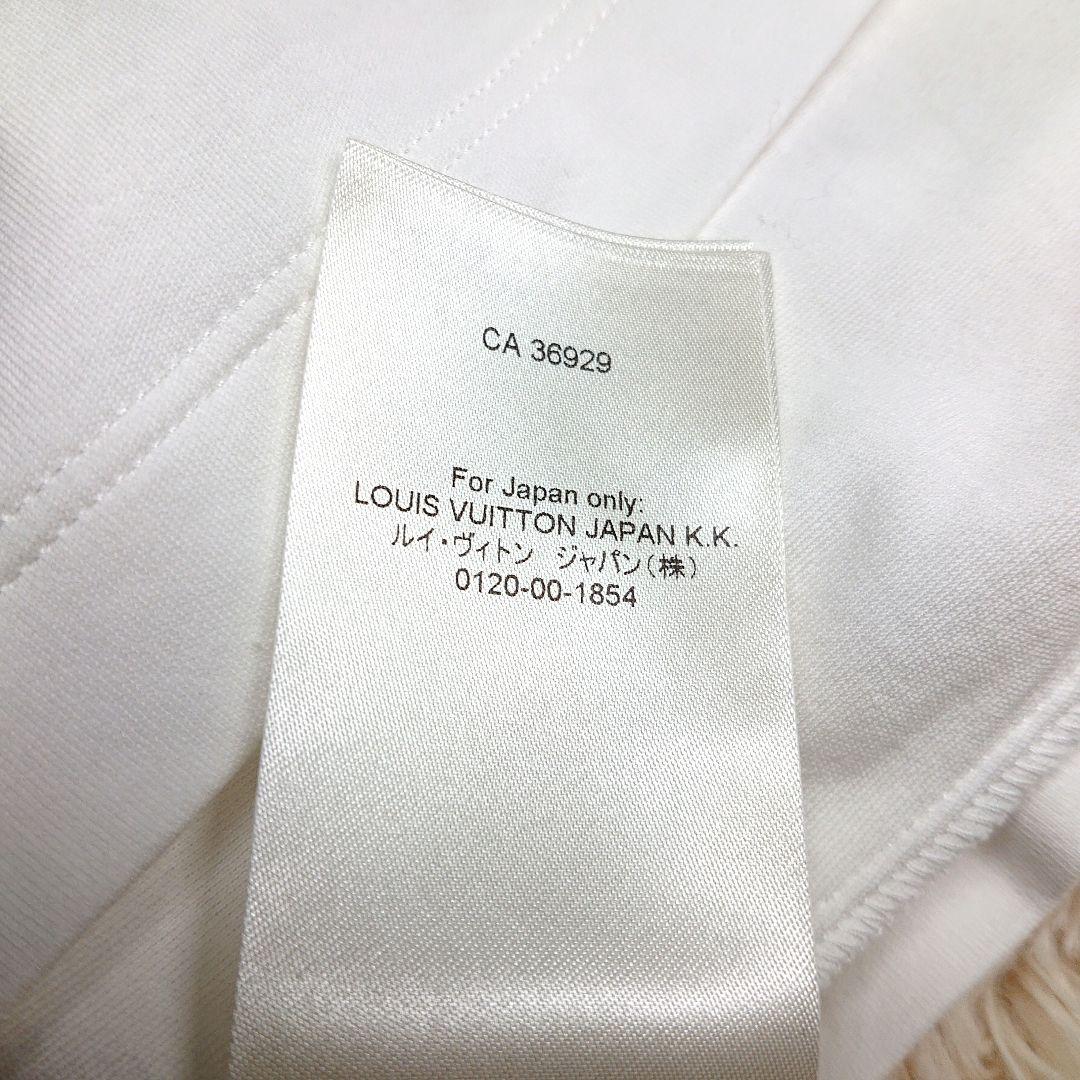 CA 36929
For Japan only:
LOUIS VUITTON JAPAN K.K.
ルイ・ヴィトン ジャパン(株)
0120-00-1854